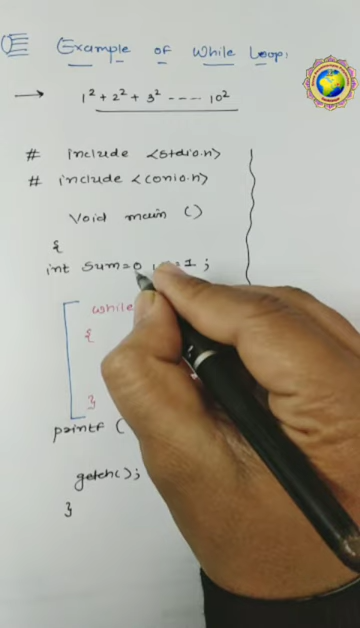 Example of While Loop:
1² + 2² + 3² ---- 10²
# include <stdio.h>
# include <conio.h>
Void main ()
{
int sum=0 =1 ;
while
{
}
printf (
getch();
}